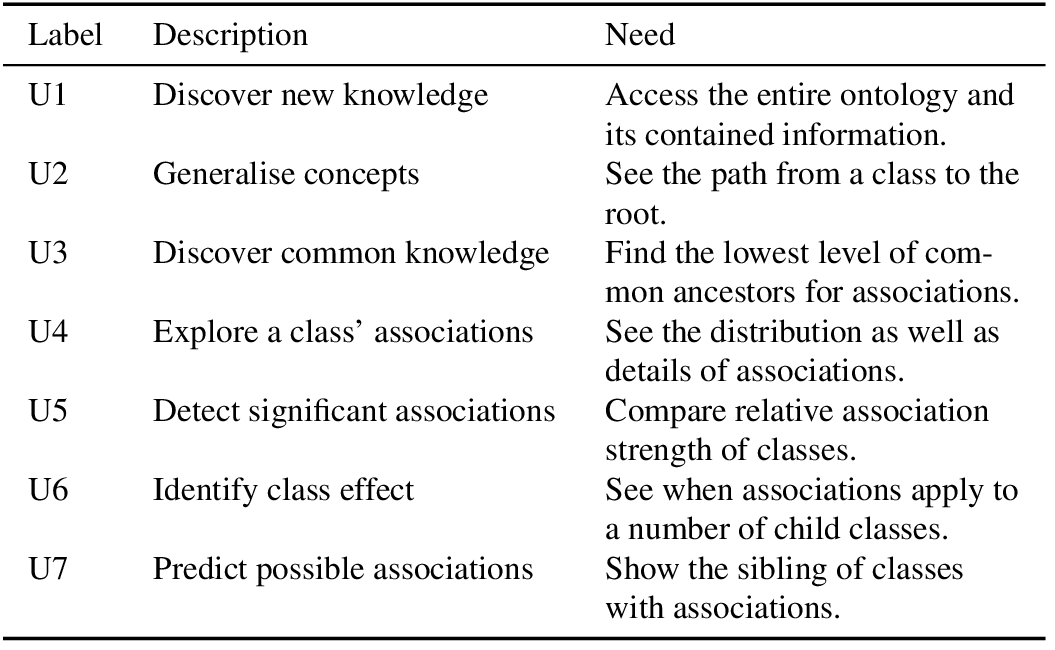 Label Description Need
U1 Discover new knowledge Access the entire ontology and
its contained information.
U2 Generalise concepts See the path from a class to the
root.
U3 Discover common knowledge Find the lowest level of com-
mon ancestors for associations.
U4 Explore a class’ associations See the distribution as well as
details of associations.
U5 Detect significant associations Compare relative association
strength of classes.
U6 Identify class effect See when associations apply to
a number of child classes.
U7 Predict possible associations Show the sibling of classes
with associations.